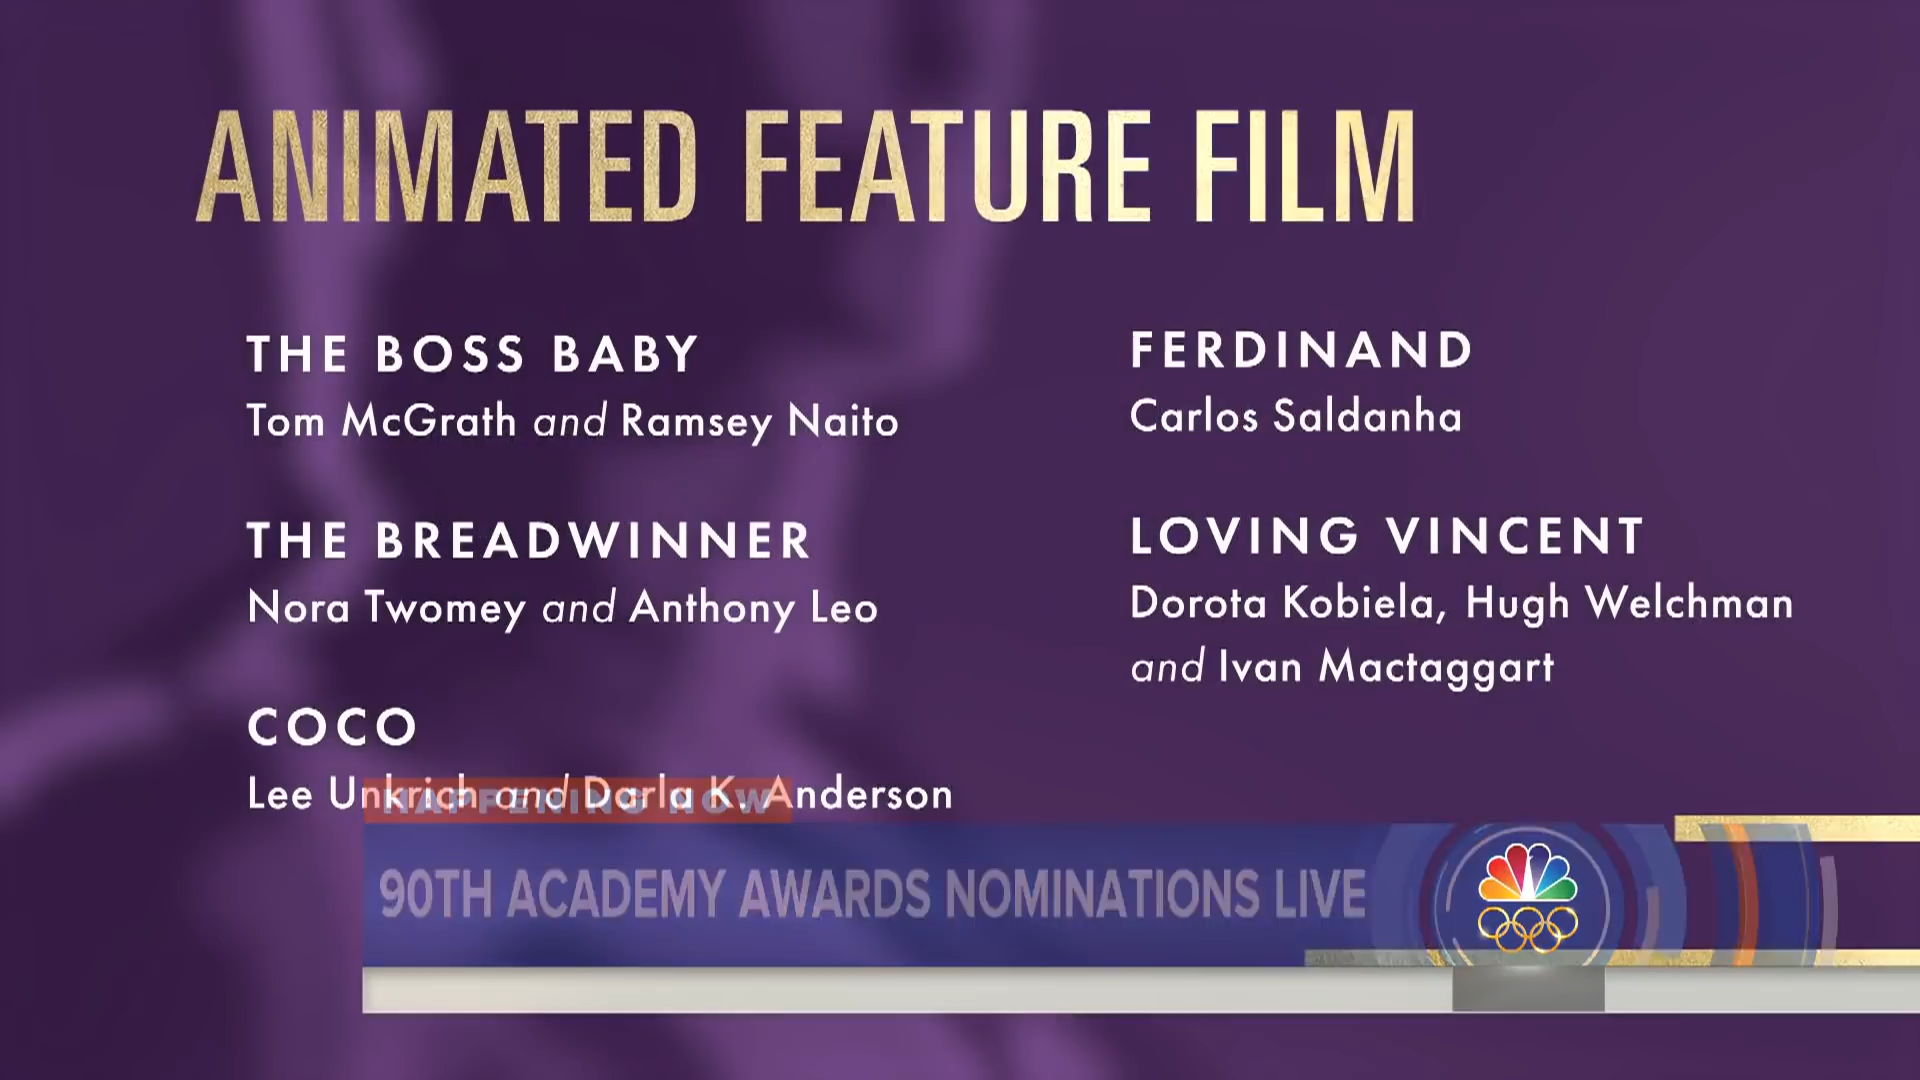 ANIMATED FEATURE FILM
THE BOSS BABY
Tom McGrath and Ramsey Naito
THE BREADWINNER
Nora Twomey and Anthony Leo
COCO
Lee Unkrich and Darla K. Anderson
FERDINAND
Carlos Saldanha
LOVING VINCENT
Dorota Kobiela, Hugh Welchman
and Ivan Mactaggart
HAPPENING NOW
90TH ACADEMY AWARDS NOMINATIONS LIVE